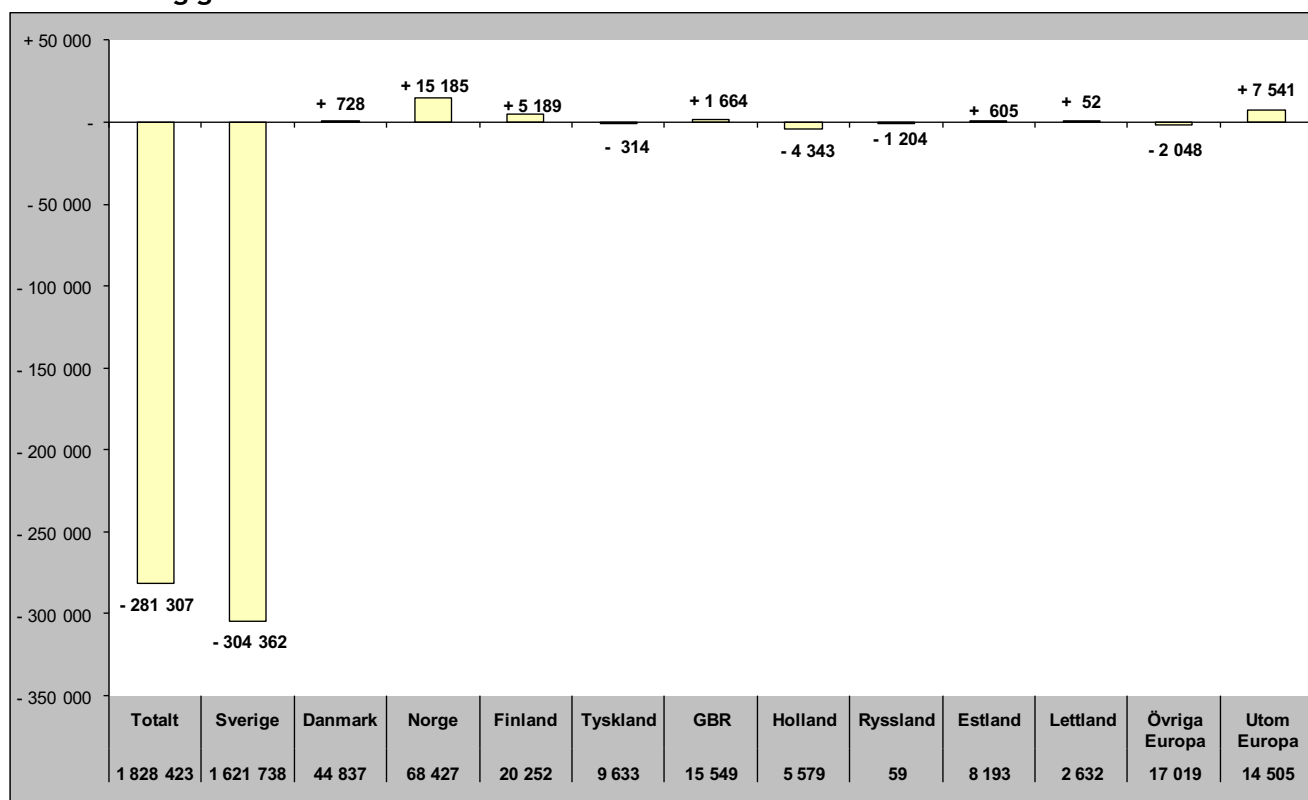 + 50 000
-
- 50 000
- 100 000
- 150 000
- 200 000
- 250 000
- 300 000
- 350 000
- 281 307
- 304 362
+ 728
+ 15 185
+ 5 189
- 314
+ 1 664
- 4 343
- 1 204
+ 605
+ 52
- 2 048
+ 7 541
Totalt Sverige Danmark Norge Finland Tyskland GBR Holland Ryssland Estland Lettland Övriga Utom
Europa Europa
1 828 423 1 621 738 44 837 68 427 20 252 9 633 15 549 5 579 59 8 193 2 632 17 019 14 505